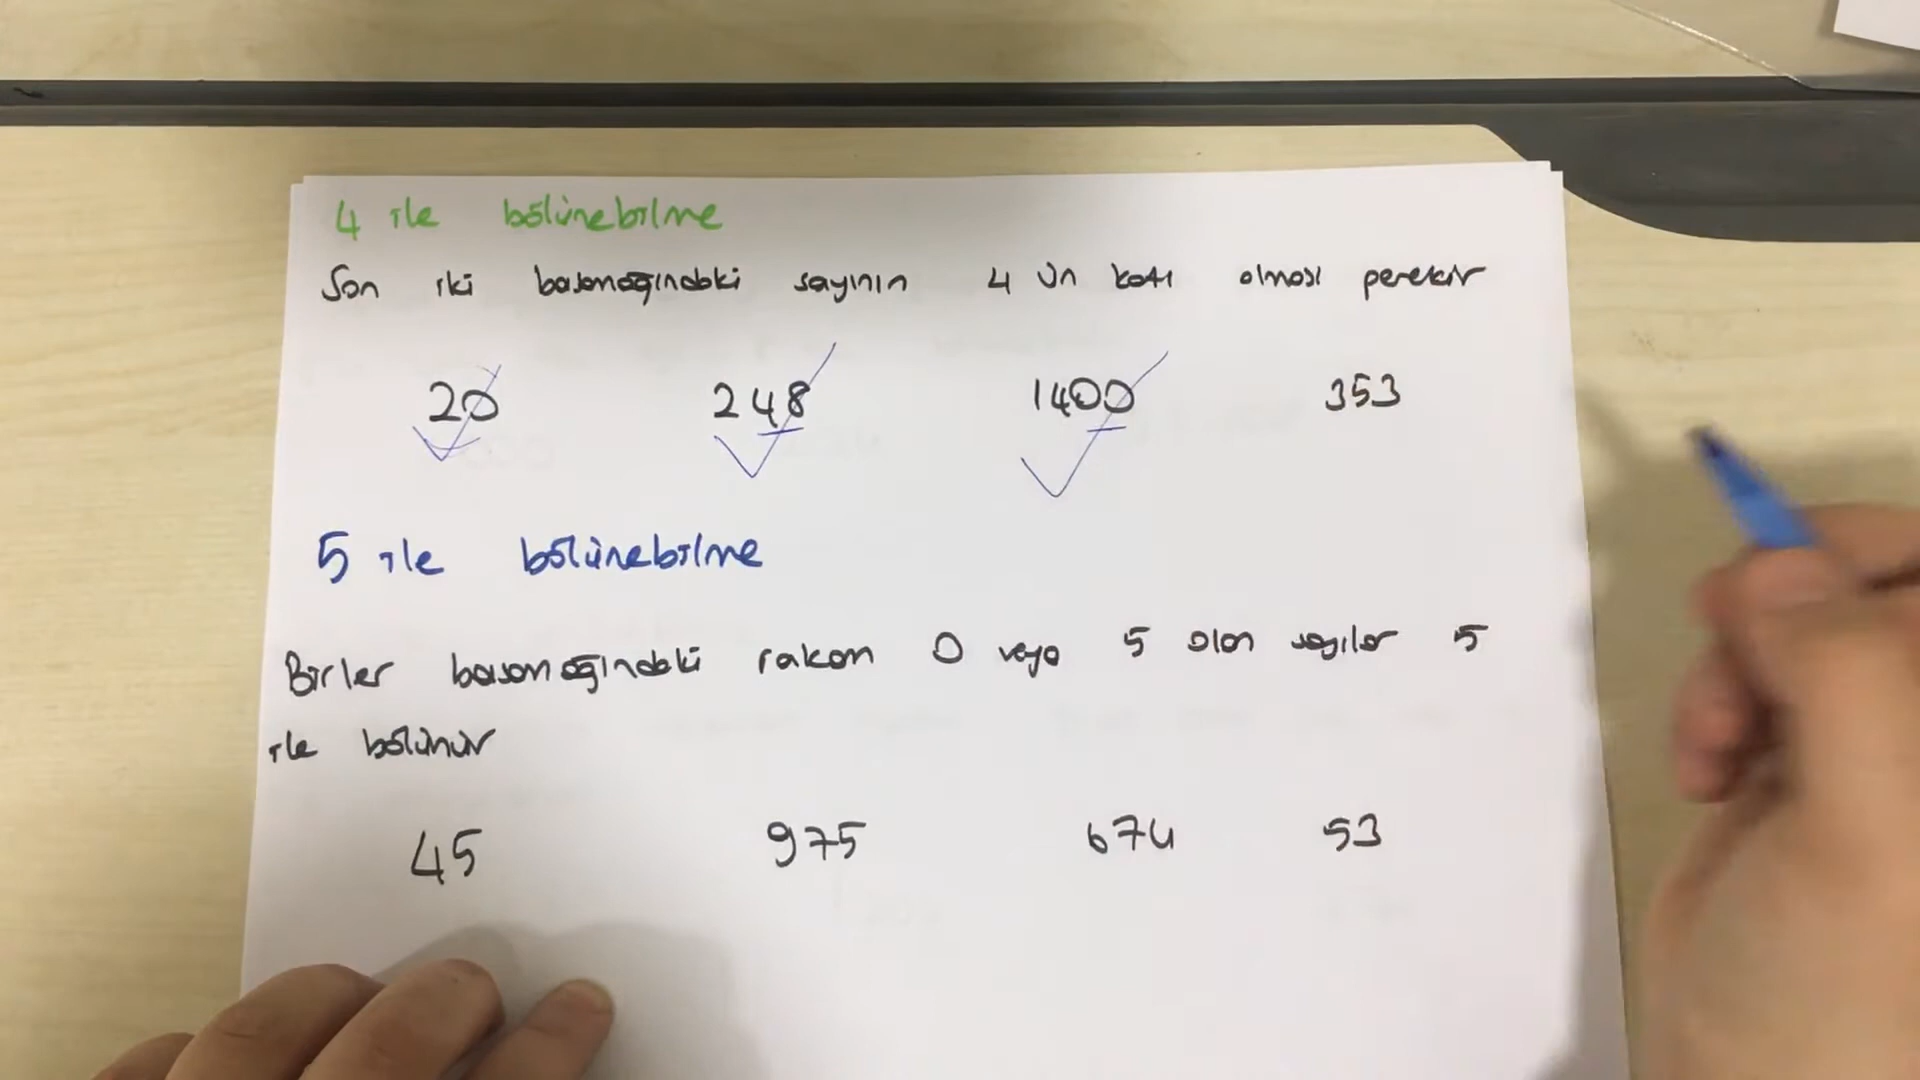 4 ile bölünebilme
Son iki basamağındaki sayının 4 ün katı olması gerekir
20 248 1400 353
5 ile bölünebilme
Birler basamağındaki rakam 0 veya 5 olan sayılar 5
ile bölünür
45 975 674 53